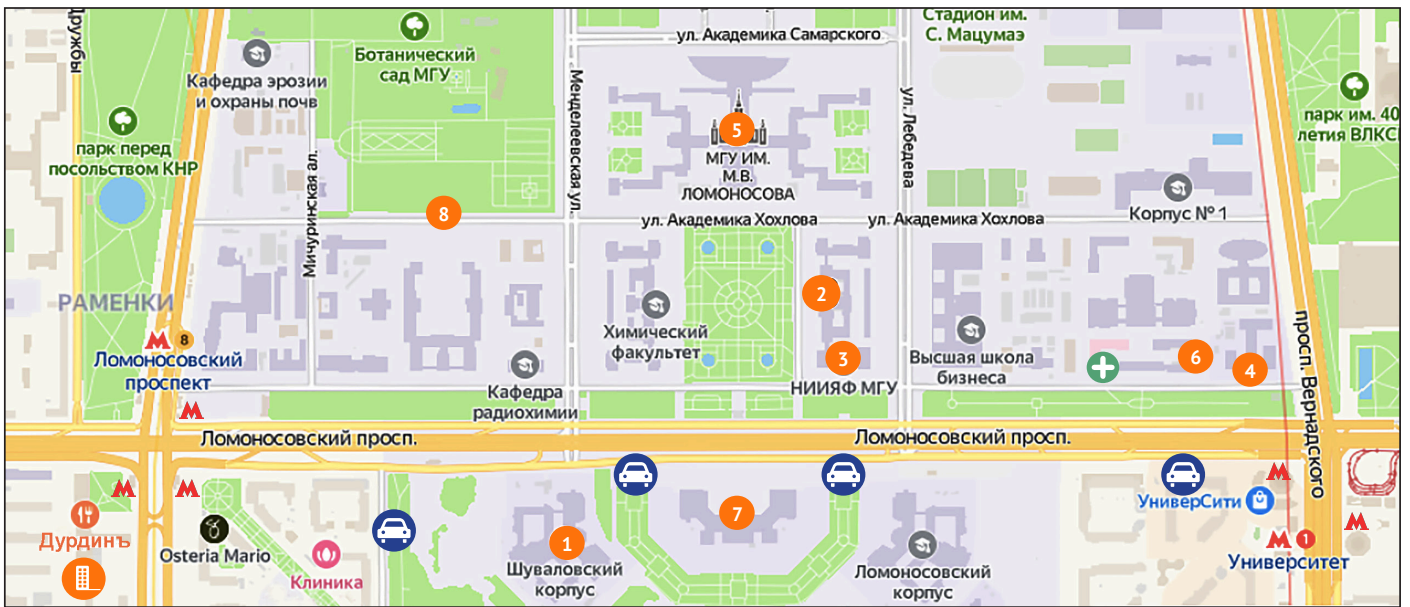 Дружбы
Кафедра эрозии
и охраны почв
Ботанический
сад МГУ
Менделеевская ул.
ул. Академика Самарского
Стадион им.
С. Мацумаэ
ул. Лебедева
парк перед
посольством КНР
Мичуринская ал.
5
МГУ ИМ.
М.В.
ЛОМОНОСОВА
парк им. 40
летия ВЛКС
Корпус № 1
8
ул. Академика Хохлова
ул. Академика Хохлова
РАМЕНКИ
2
Химический
факультет
3
НИИЯФ МГУ
Высшая школа
бизнеса
6
4
просп. Вернадского
М
8
Ломоносовский
проспект
Кафедра
радиохимии
М
Ломоносовский просп.
Ломоносовский просп.
М
М
М
УниверСити
Дурдинъ
Osteria Mario
Клиника
1
Шуваловский
корпус
7
Ломоносовский
корпус
М
1
М
Университет